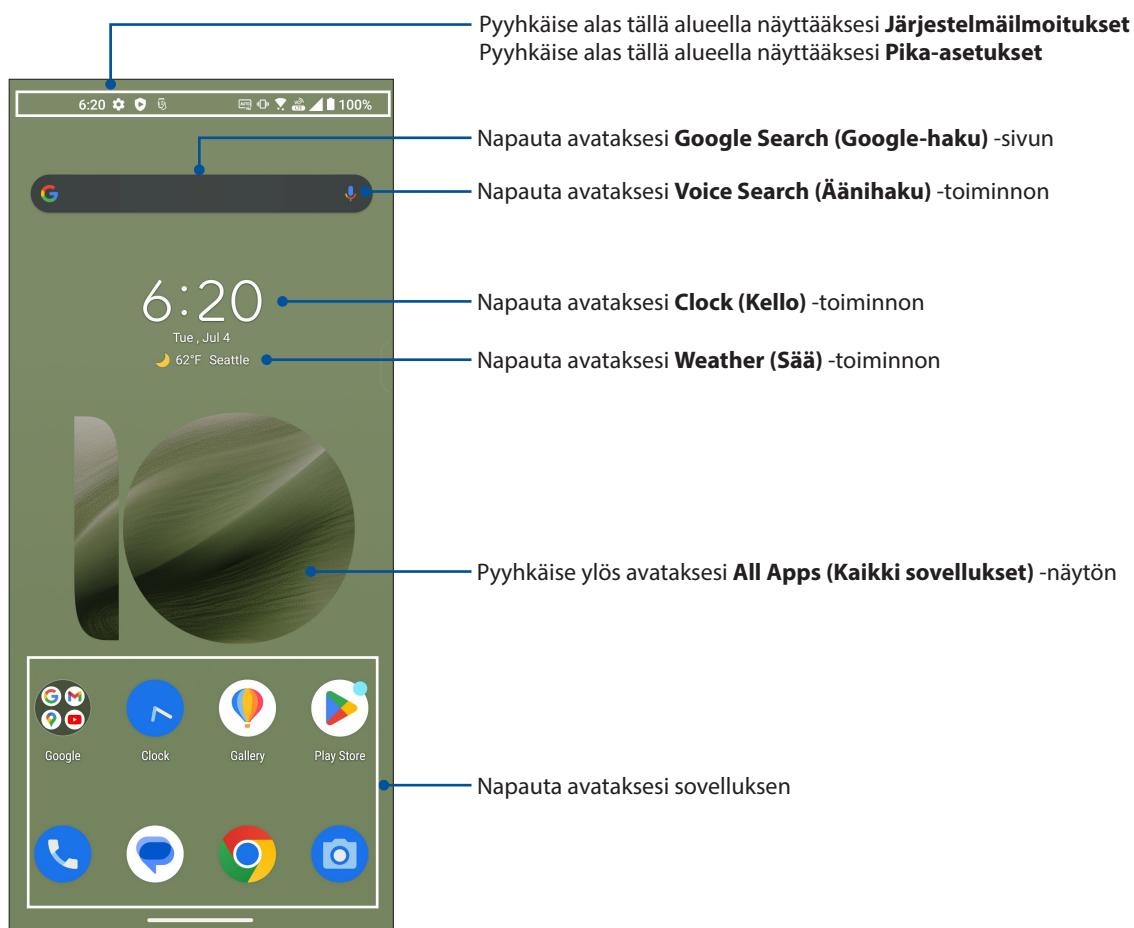 Pyyhkäise alas tällä alueella näyttääksesi Järjestelmäilmoitukset
Pyyhkäise alas tällä alueella näyttääksesi Pika-asetukset
6:20 100%
Napauta avataksesi Google Search (Google-haku) -sivun
Napauta avataksesi Voice Search (Äänihaku) -toiminnon
6:20
Napauta avataksesi Clock (Kello) -toiminnon
Tue , Jul 4
62°F Seattle
Napauta avataksesi Weather (Sää) -toiminnon
10
Pyyhkäise ylös avataksesi All Apps (Kaikki sovellukset) -näytön
Google Clock Gallery Play Store
Napauta avataksesi sovelluksen